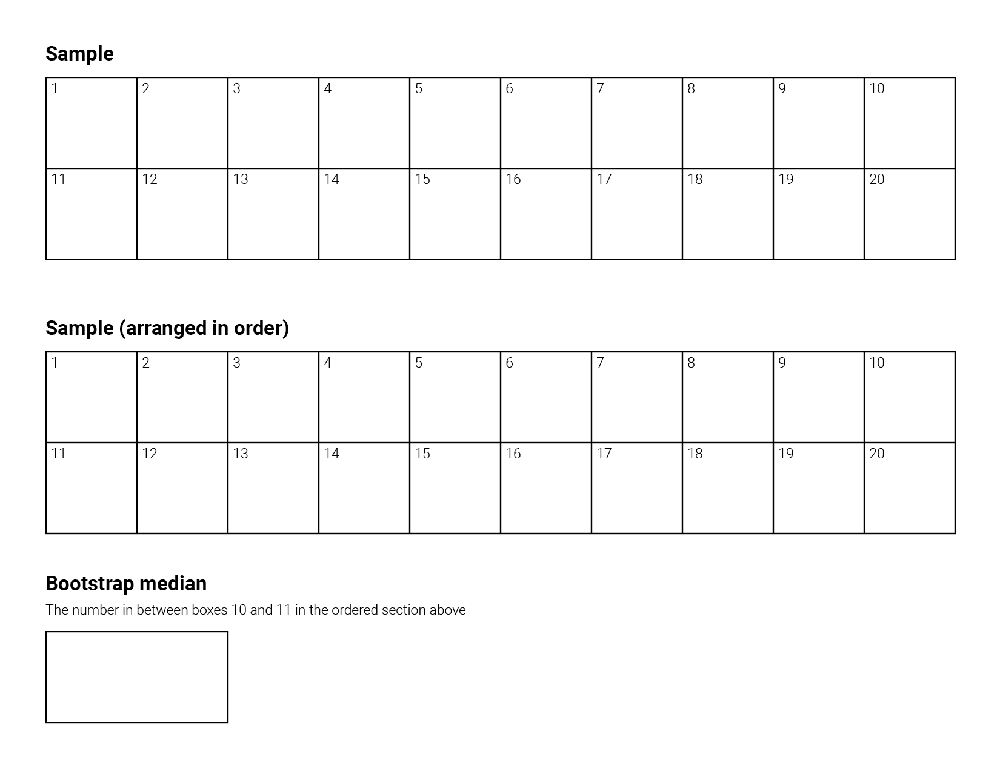 Sample
1 2 3 4 5 6 7 8 9 10
11 12 13 14 15 16 17 18 19 20
Sample (arranged in order)
1 2 3 4 5 6 7 8 9 10
11 12 13 14 15 16 17 18 19 20
Bootstrap median
The number in between boxes 10 and 11 in the ordered section above